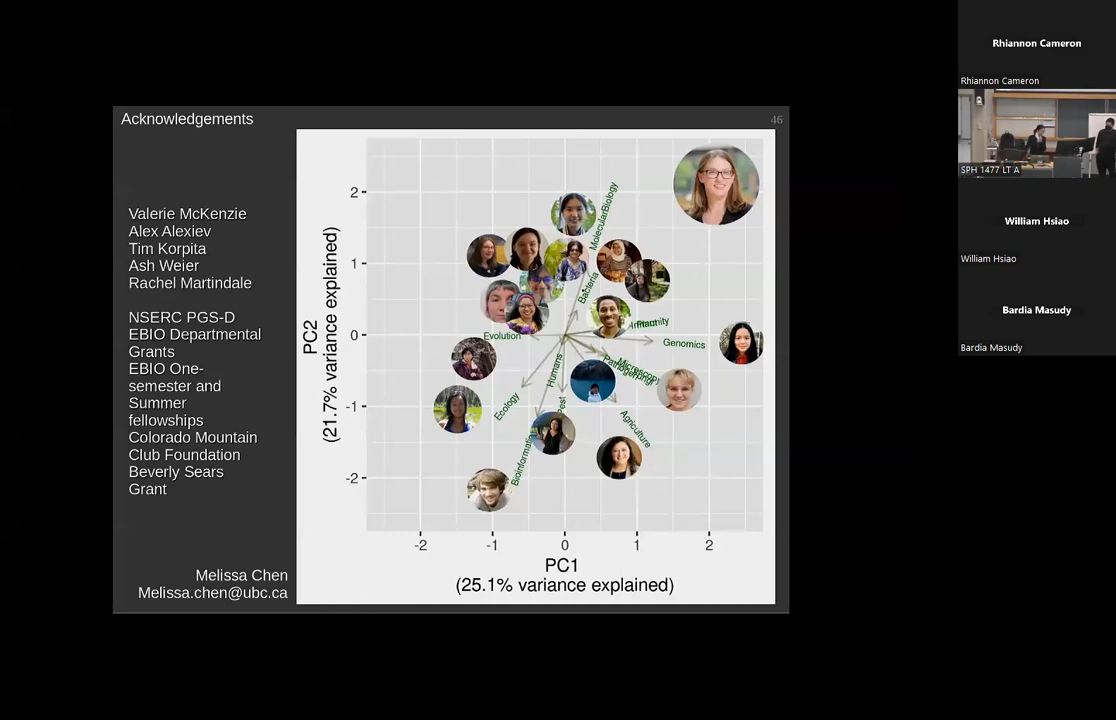 Acknowledgements
46
Valerie McKenzie
Alex Alexiev
Tim Korpita
Ash Weier
Rachel Martindale
NSERC PGS-D
EBIO Departmental
Grants
EBIO One-
semester and
Summer
fellowships
Colorado Mountain
Club Foundation
Beverly Sears
Grant
Melissa Chen
Melissa.chen@ubc.ca
PC2
(21.7% variance explained)
2
1
0
-1
-2
MolecularBiology
Bacteria
Evolution
Immunity
Genomics
Humans
Microscopy
Ecology
Pest
Agriculture
-2
-1
0
1
2
PC1
(25.1% variance explained)
Rhiannon Cameron
Rhiannon Cameron
SPH 1477 LT A
William Hsiao
William Hsiao
Bardia Masudy
Bardia Masudy